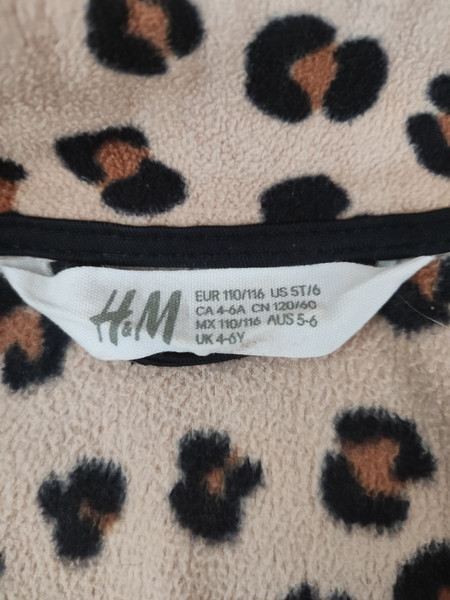 H&M
EUR 110/116 US 5T/6
CA 4-6A CN 120/60
MX 110/116 AUS 5-6
UK 4-6Y